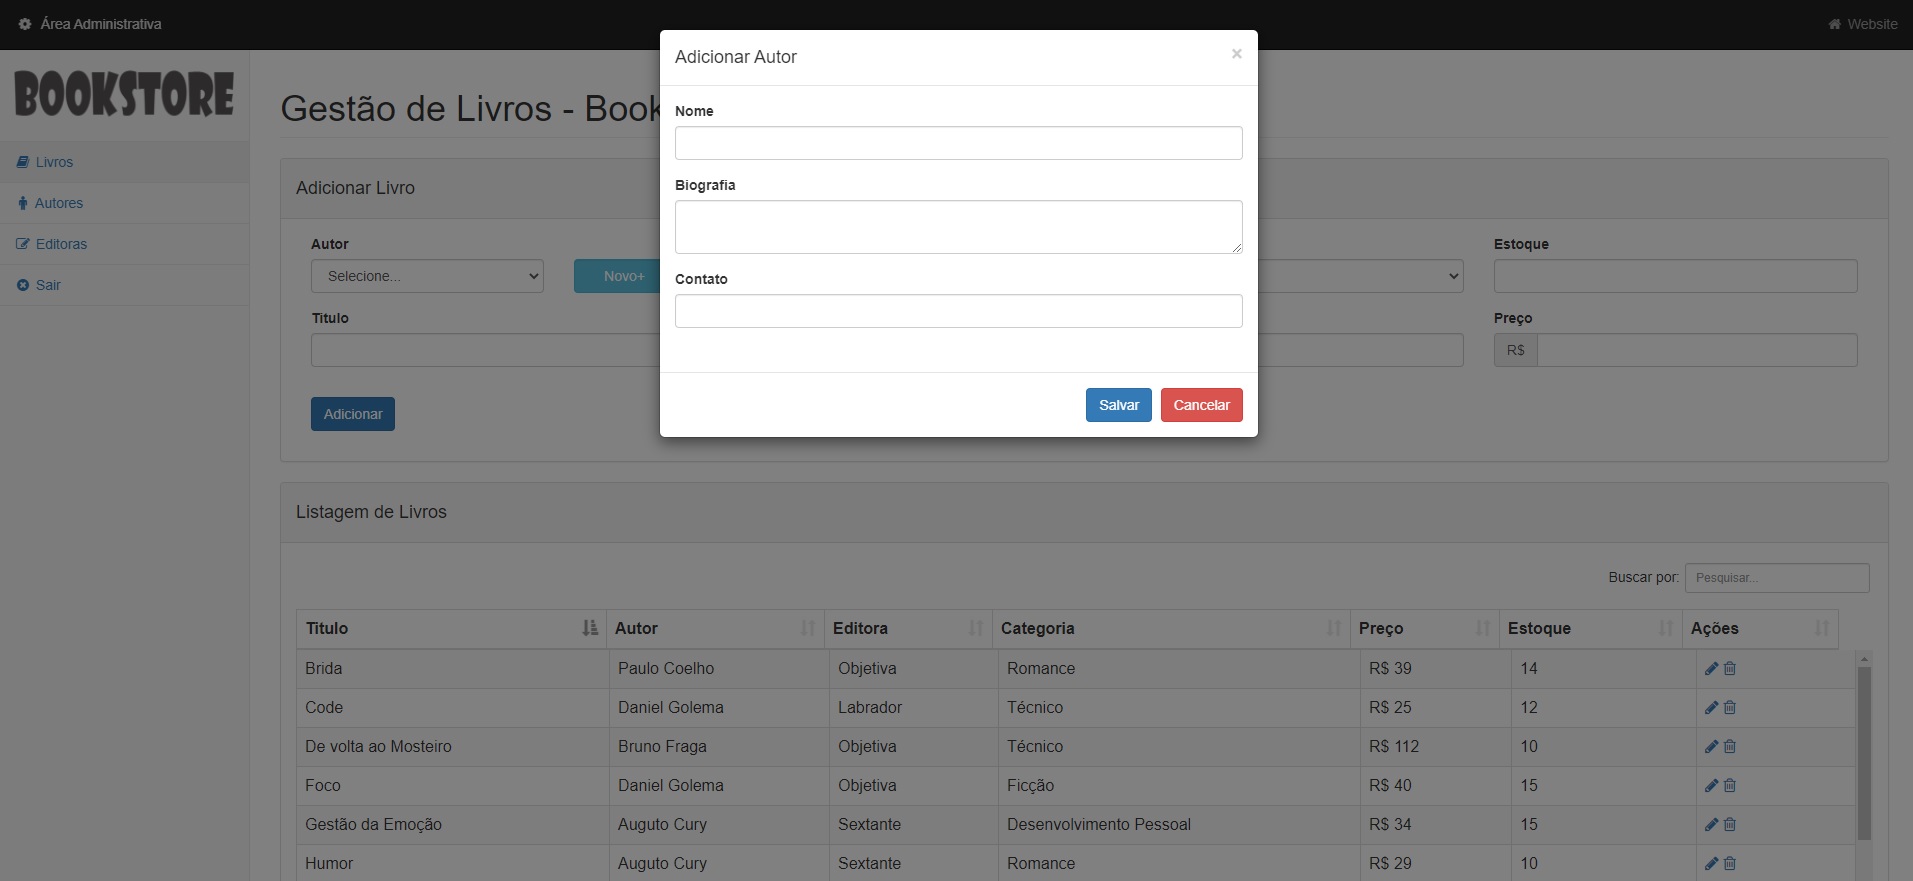 Área Administrativa
Website
BOOKSTORE
Livros
Autores
Editoras
Sair
Gestão de Livros - Book
Adicionar Livro
Autor
Selecione...
Novo+
Estoque
Titulo
Preço
R$
Adicionar
Adicionar Autor
×
Nome
Biografia
Contato
Salvar Cancelar
Listagem de Livros
Buscar por: Pesquisar...
Titulo Autor Editora Categoria Preço Estoque Ações
Brida Paulo Coelho Objetiva Romance R$ 39 14
Code Daniel Golema Labrador Técnico R$ 25 12
De volta ao Mosteiro Bruno Fraga Objetiva Técnico R$ 112 10
Foco Daniel Golema Objetiva Ficção R$ 40 15
Gestão da Emoção Auguto Cury Sextante Desenvolvimento Pessoal R$ 34 15
Humor Auguto Cury Sextante Romance R$ 29 10